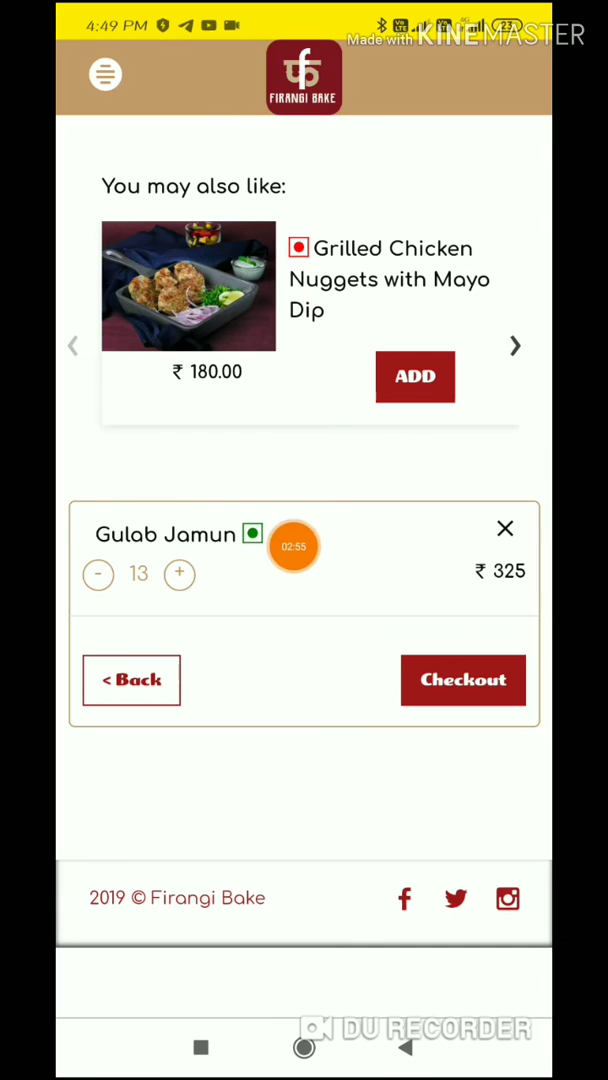 4:49 PM
23
Made with KINEMASTER
फ
FIRANGI BAKE
You may also like:
Grilled Chicken
Nuggets with Mayo
Dip
₹ 180.00
ADD
Gulab Jamun
02:55
- 13 +
₹ 325
< Back
Checkout
2019 © Firangi Bake
DU RECORDER